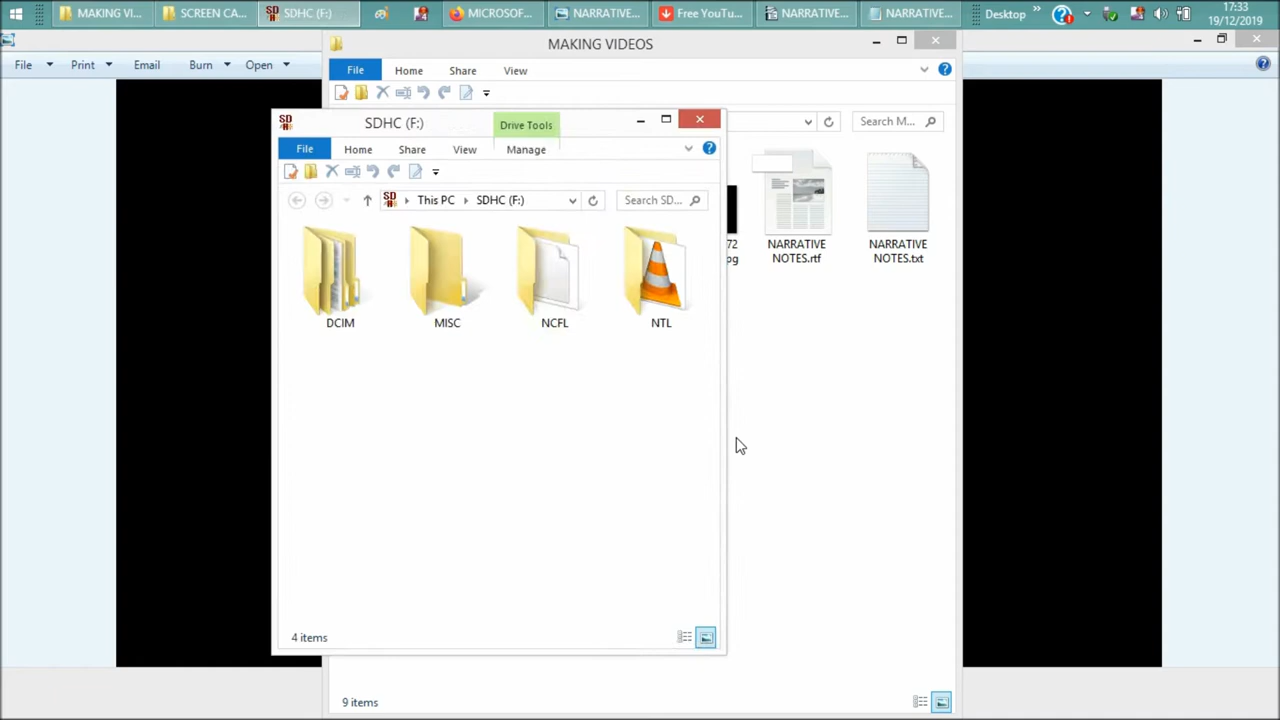 MAKING VI...
SCREEN CA...
SDHC (F:)
MICROSOF...
NARRATIVE...
Free YouTu...
NARRATIVE...
NARRATIVE...
Desktop
»
17:33
19/12/2019
File
Print
Email
Burn
Open
MAKING VIDEOS
File
Home
Share
View
Search M...
SDHC (F:)
Drive Tools
File
Home
Share
View
Manage
SD
This PC
SDHC (F:)
Search SD...
DCIM
MISC
NCFL
NTL
72
pg
NARRATIVE
NOTES.rtf
NARRATIVE
NOTES.txt
4 items
9 items